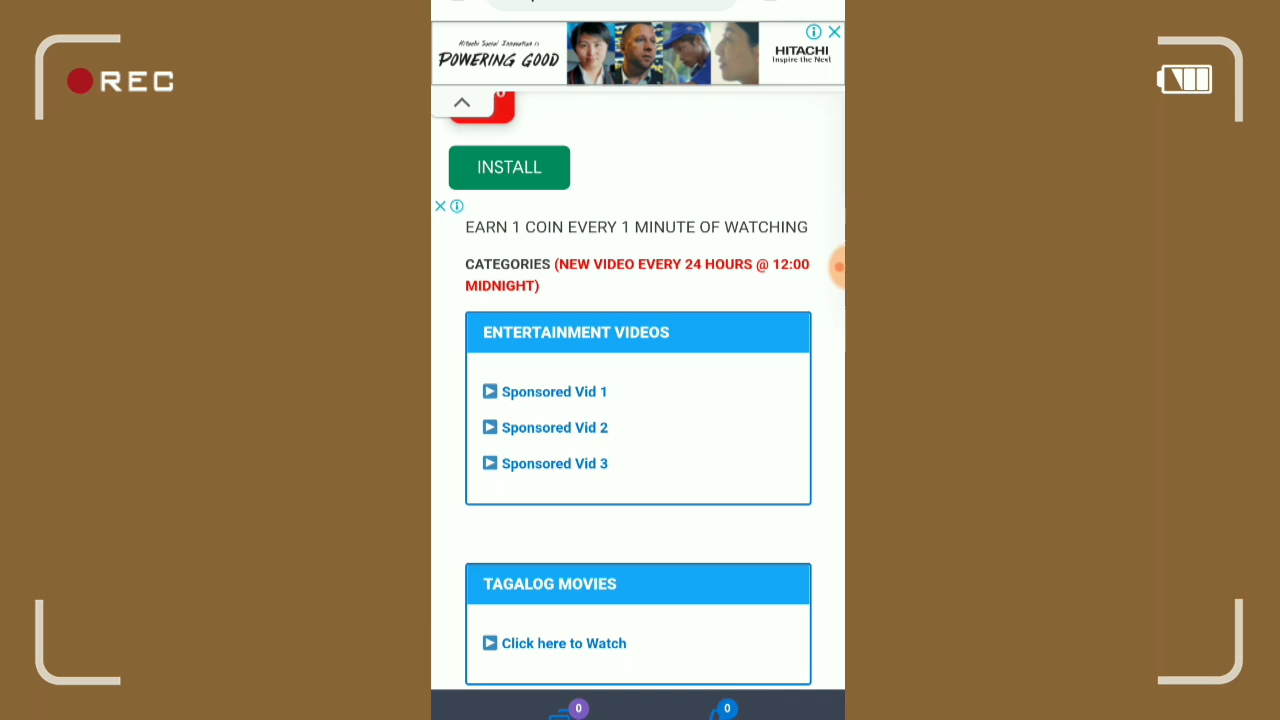 REC
Hitachi Social Innovation is
POWERING GOOD
HITACHI
Inspire the Next
INSTALL
EARN 1 COIN EVERY 1 MINUTE OF WATCHING
CATEGORIES (NEW VIDEO EVERY 24 HOURS @ 12:00
MIDNIGHT)
ENTERTAINMENT VIDEOS
Sponsored Vid 1
Sponsored Vid 2
Sponsored Vid 3
TAGALOG MOVIES
Click here to Watch
0
0